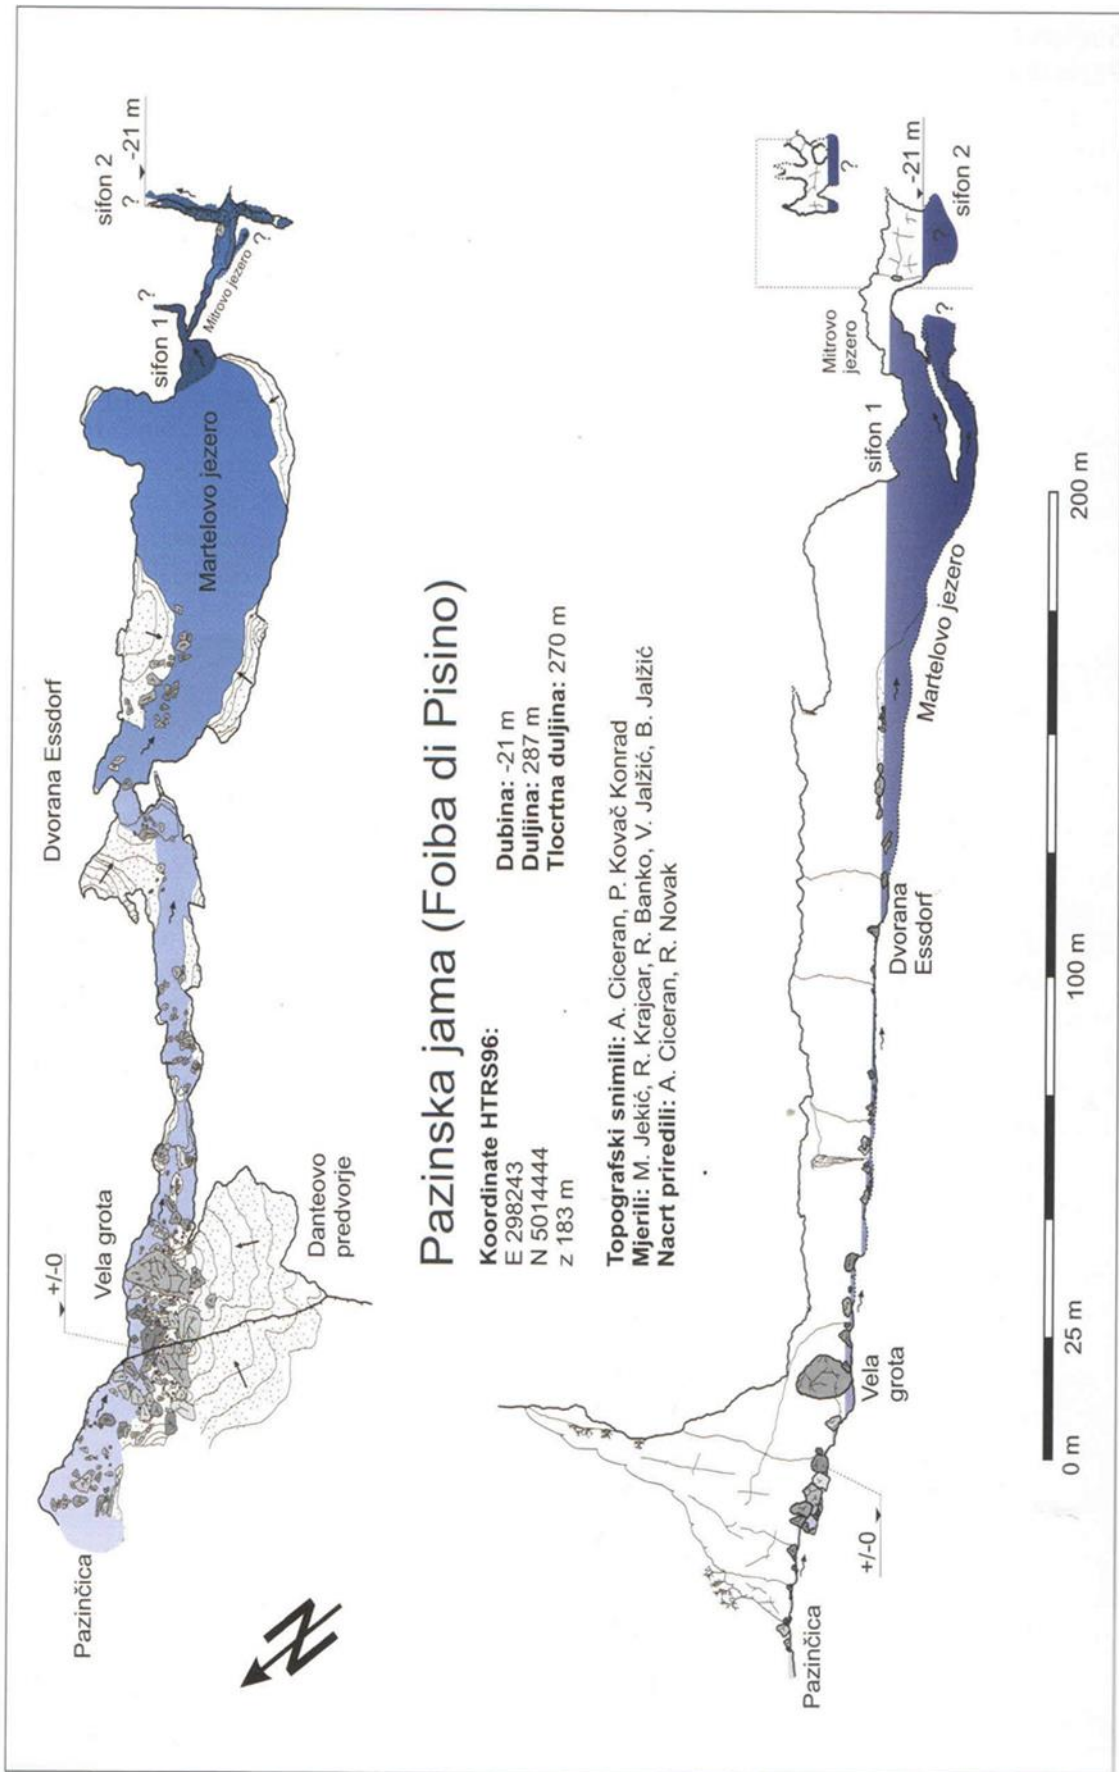 Pazinčica
+/-0
Vela grota
Danteovo
predvorje
Dvorana Essdorf
Martelovo jezero
sifon 1
?
Mitrovo jezero
?
sifon 2
?
-21 m
N
Pazinska jama (Foiba di Pisino)
Koordinate HTRS96:
E 298243
N 5014444
z 183 m
Dubina: -21 m
Duljina: 287 m
Tlocrtna duljina: 270 m
Topografski snimili: A. Ciceran, P. Kovač Konrad
Mjerili: M. Jekić, R. Krajcar, R. Banko, V. Jalžić, B. Jalžić
Nacrt priredili: A. Ciceran, R. Novak
Pazinčica
+/-0
Vela
grota
Dvorana
Essdorf
Martelovo jezero
sifon 1
Mitrovo
jezero
?
?
?
-21 m
sifon 2
0 m
25 m
100 m
200 m